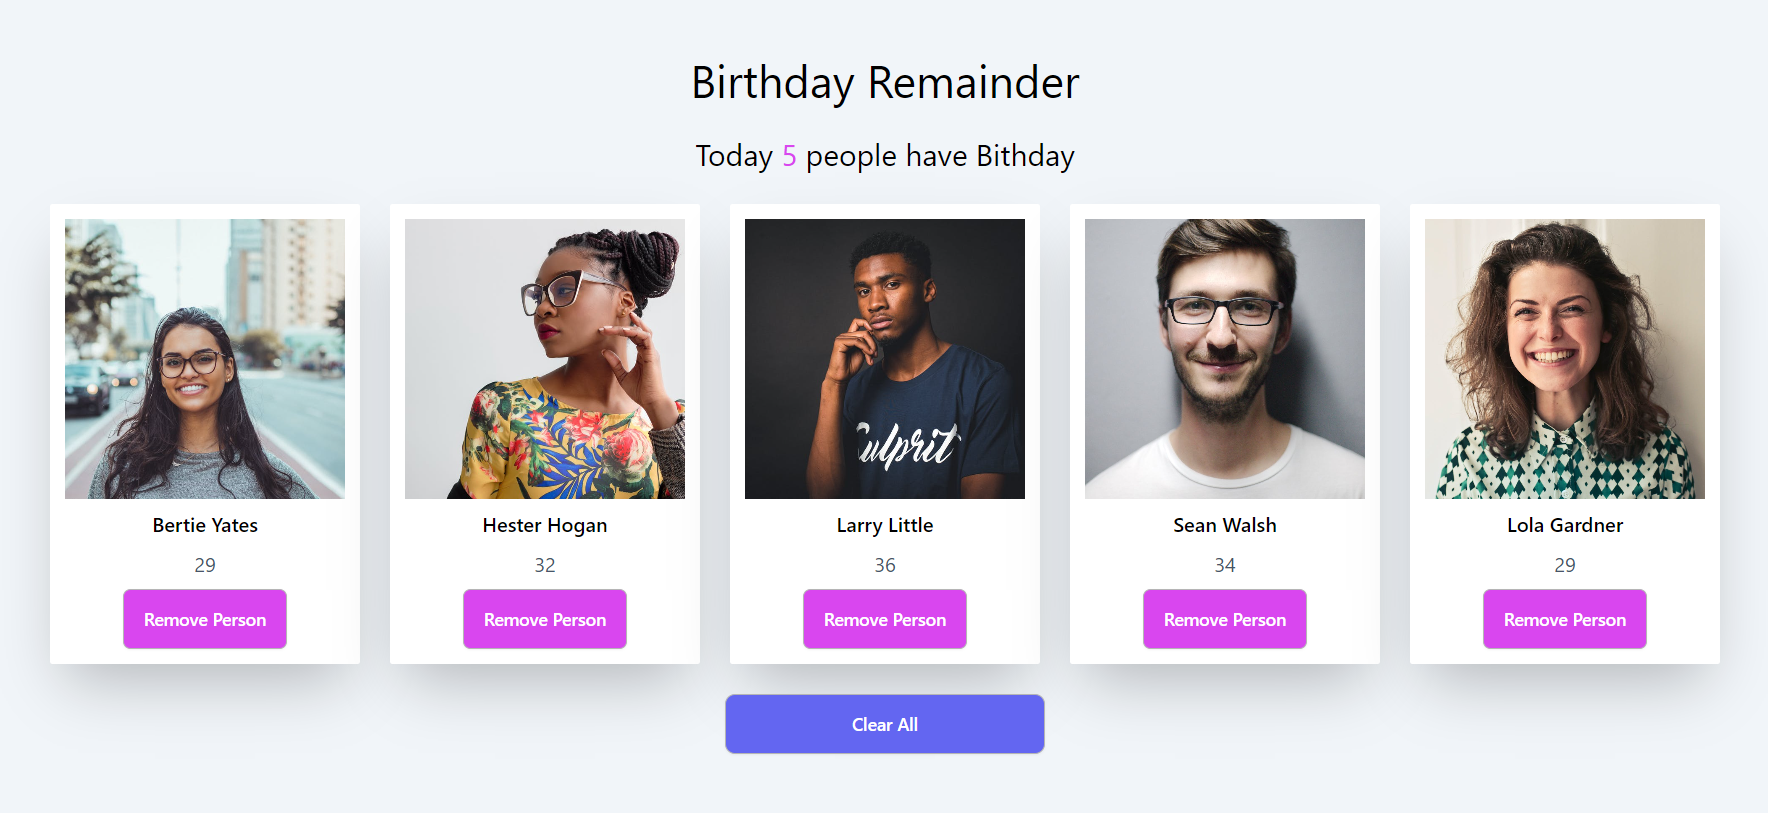 Birthday Remainder
Today 5 people have Bithday
Culprit
Bertie Yates
29
Remove Person
Hester Hogan
32
Remove Person
Larry Little
36
Remove Person
Sean Walsh
34
Remove Person
Lola Gardner
29
Remove Person
Clear All